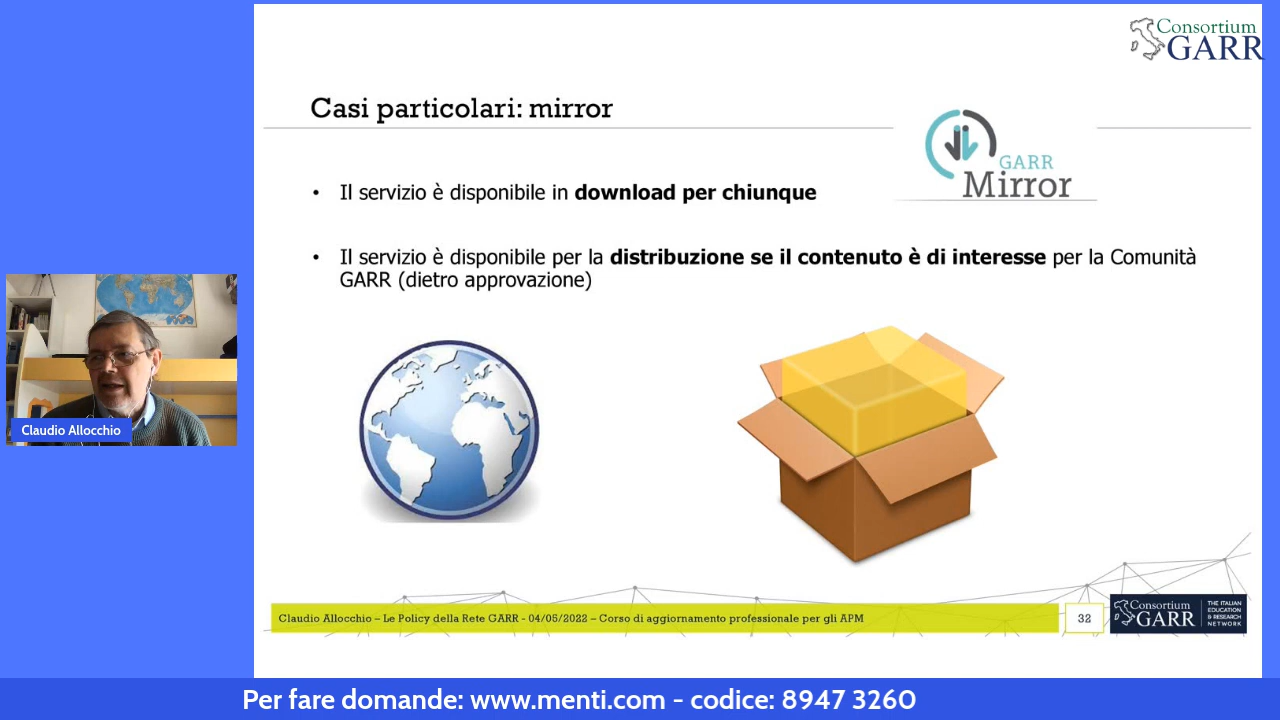 Consortium
GARR
Casi particolari: mirror
GARR
Mirror
• Il servizio è disponibile in download per chiunque
• Il servizio è disponibile per la distribuzione se il contenuto è di interesse per la Comunità
GARR (dietro approvazione)
Claudio Allocchio
Claudio Allocchio – Le Policy della Rete GARR - 04/05/2022 – Corso di aggiornamento professionale per gli APM
32
Consortium
GARR
THE ITALIAN
EDUCATION
& RESEARCH
NETWORK
Per fare domande: www.menti.com - codice: 8947 3260